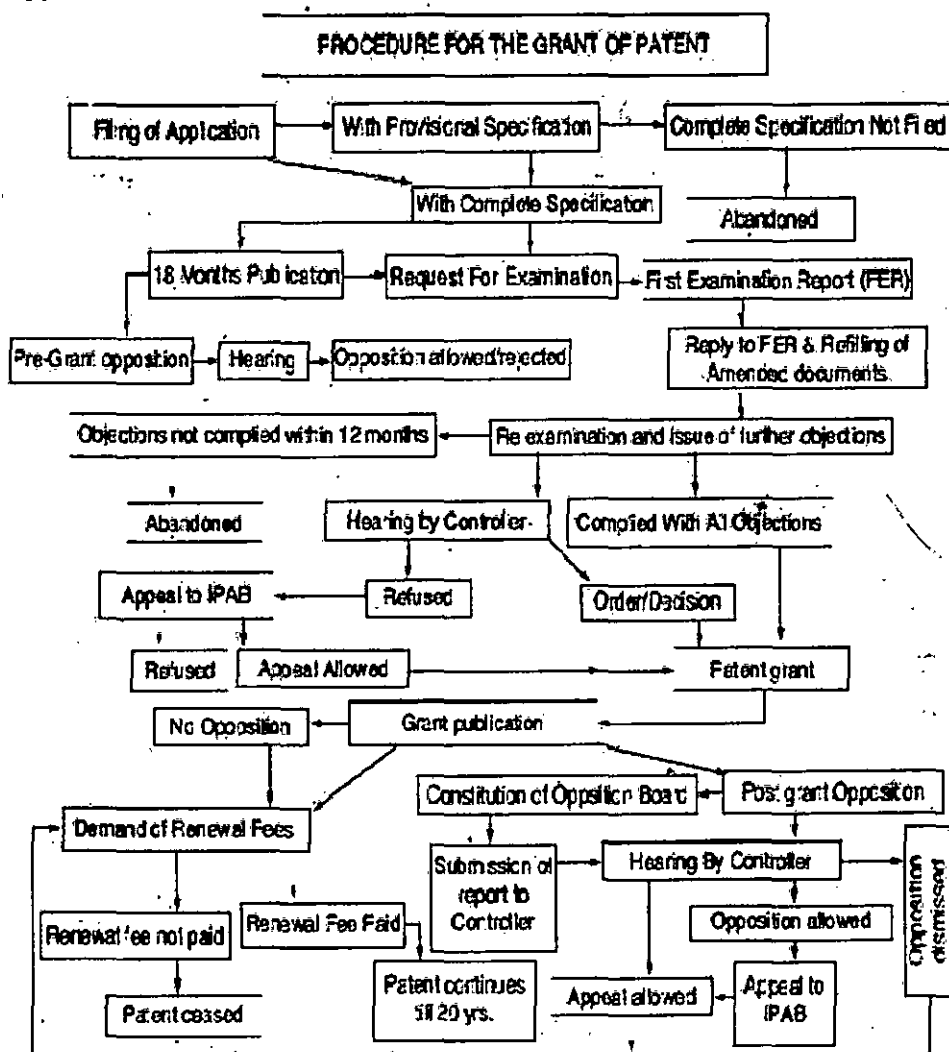 PROCEDURE FOR THE GRANT OF PATENT
Filing of Application
With Provisional Specification
Complete Specification Not Filed
With Complete Specification
Abandoned
18 Months Publication
Request For Examination
First Examination Report (FER)
Pre-Grant opposition
Hearing
Opposition allowed/rejected
Reply to FER & Refilling of
Amended documents
Objections not complied within 12 months
Re examination and Issue of further objections
Abandoned
Hearing by Controller
Complied With All Objections
Appeal to IPAB
Refused
Order/Decision
Refused
Appeal Allowed
Patent grant
No Opposition
Grant publication
Constitution of Opposition Board
Post grant Opposition
Demand of Renewal Fees
Submission of
report to
Controller
Hearing By Controller
Opposition
dismissed
Renewal fee not paid
Renewal Fee Paid
Opposition allowed
Patent ceased
Patent continues
till 20 yrs.
Appeal allowed
Appeal to
IPAB